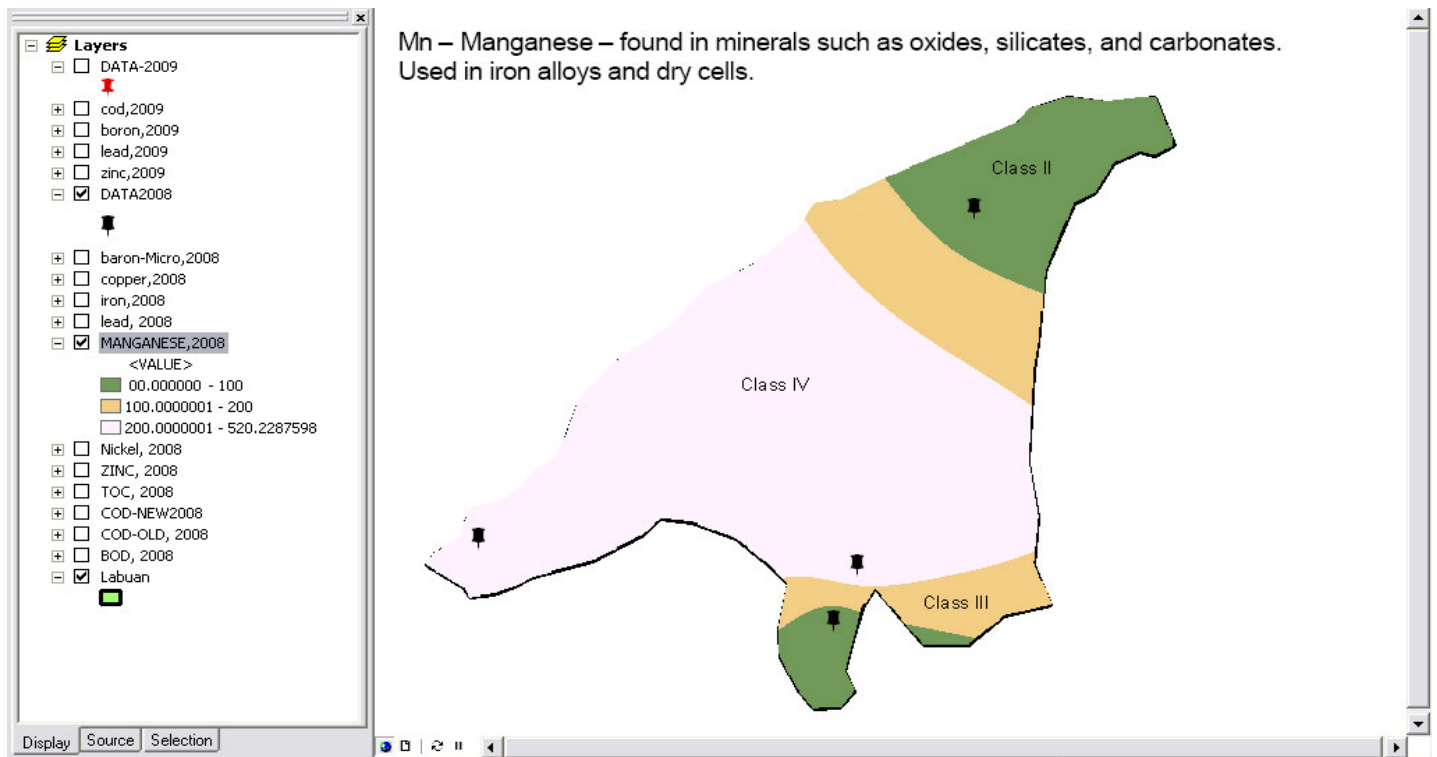 Layers
DATA-2009
cod,2009
boron,2009
lead,2009
zinc,2009
DATA2008
baron-Micro,2008
copper,2008
iron,2008
lead, 2008
MANGANESE,2008
<VALUE>
00.000000 - 100
100.0000001 - 200
200.0000001 - 520.2287598
Nickel, 2008
ZINC, 2008
TOC, 2008
COD-NEW2008
COD-OLD, 2008
BOD, 2008
Labuan
Display Source Selection
Mn – Manganese – found in minerals such as oxides, silicates, and carbonates.
Used in iron alloys and dry cells.
Class II
Class IV
Class III